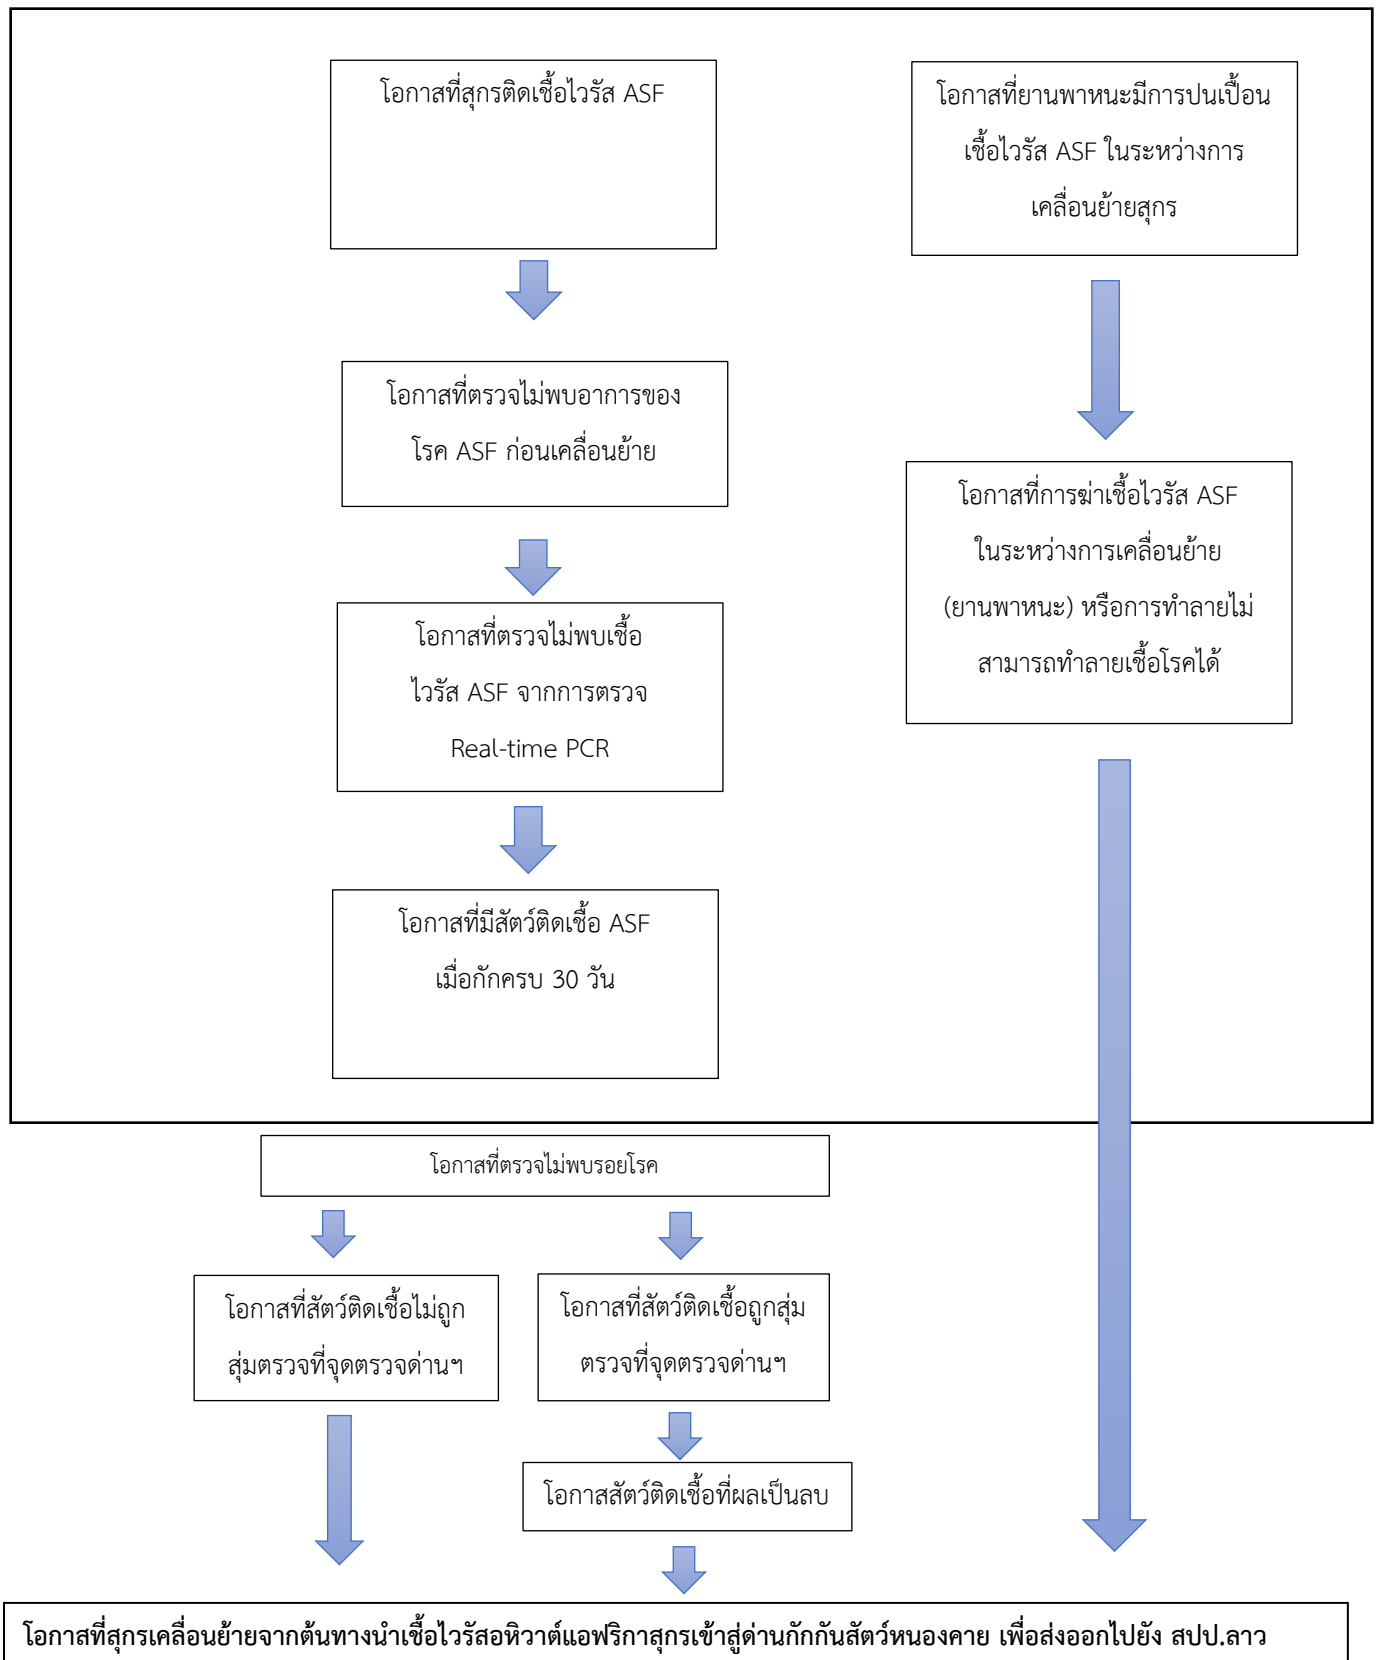 โอกาสที่สุกรติดเชื้อไวรัส ASF
โอกาสที่ยานพาหนะมีการปนเปื้อน
เชื้อไวรัส ASF ในระหว่างการ
เคลื่อนย้ายสุกร
โอกาสที่ตรวจไม่พบอาการของ
โรค ASF ก่อนเคลื่อนย้าย
โอกาสที่การฆ่าเชื้อไวรัส ASF
ในระหว่างการเคลื่อนย้าย
(ยานพาหนะ) หรือการทำลายไม่
สามารถทำลายเชื้อโรคได้
โอกาสที่ตรวจไม่พบเชื้อ
ไวรัส ASF จากการตรวจ
Real-time PCR
โอกาสที่มีสัตว์ติดเชื้อ ASF
เมื่อกักครบ 30 วัน
โอกาสที่ตรวจไม่พบรอยโรค
โอกาสที่สัตว์ติดเชื้อไม่ถูก
สุ่มตรวจที่จุดตรวจด่านฯ
โอกาสที่สัตว์ติดเชื้อถูกสุ่ม
ตรวจที่จุดตรวจด่านฯ
โอกาสสัตว์ติดเชื้อที่ผลเป็นลบ
โอกาสที่สุกรเคลื่อนย้ายจากต้นทางนำเชื้อไวรัสอหิวาต์แอฟริกาสุกรเข้าสู่ด่านกักกันสัตว์หนองคาย เพื่อส่งออกไปยัง สปป.ลาว